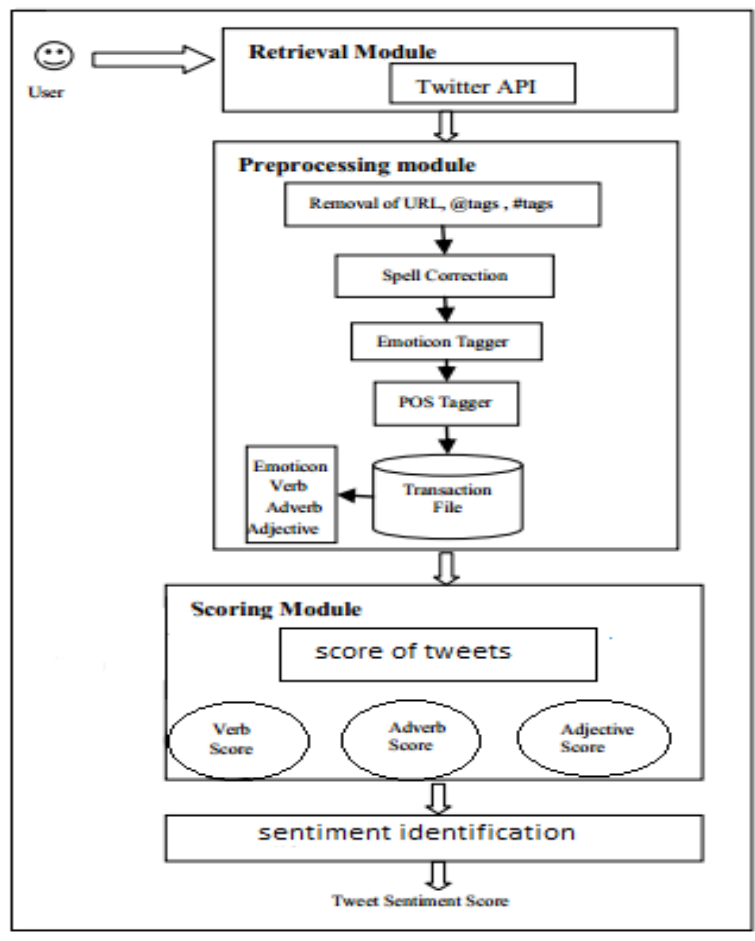 User
Retrieval Module
Twitter API
Preprocessing module
Removal of URL, @tags , #tags
Spell Correction
Emoticon Tagger
POS Tagger
Emoticon
Verb
Adverb
Adjective
Transaction
File
Scoring Module
score of tweets
Verb
Score
Adverb
Score
Adjective
Score
sentiment identification
Tweet Sentiment Score